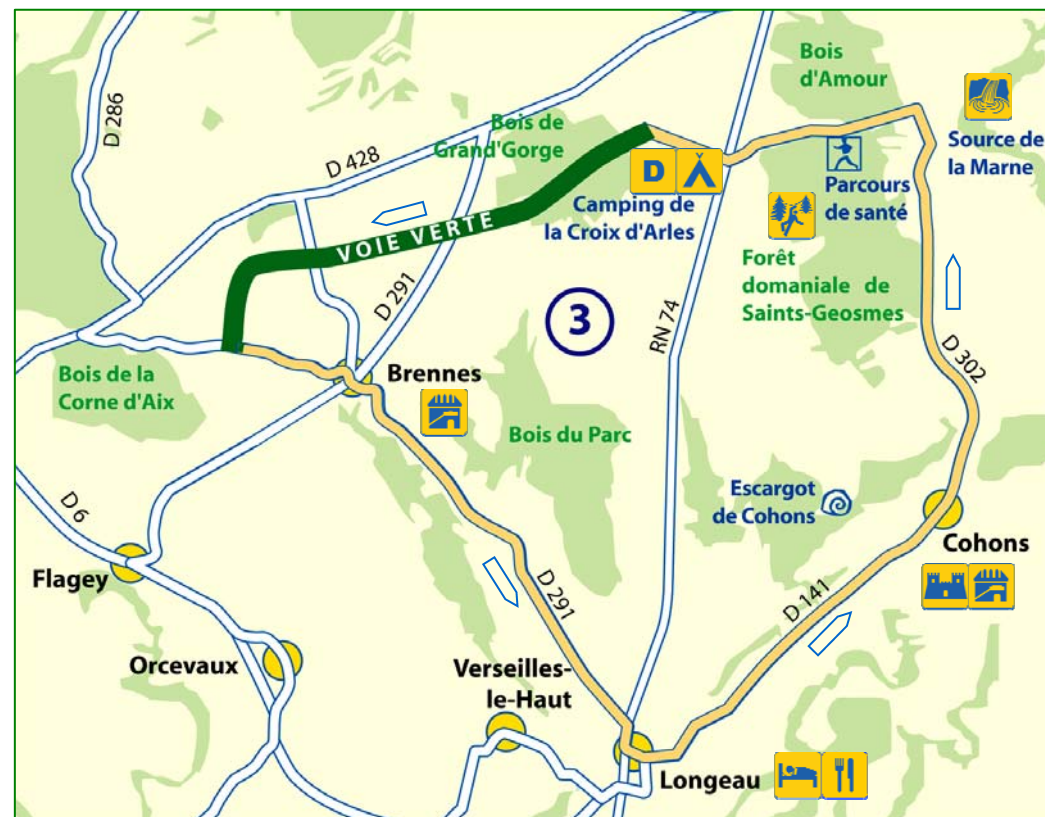 D 286
D 428
Bois de
Grand'Gorge
Bois
d'Amour
Source de
la Marne
D
Camping de
la Croix d'Arles
Parcours
de santé
VOIE VERTE
D 291
3
RN 74
Forêt
domaniale de
Saints-Geosmes
D 302
Bois de la
Corne d'Aix
Brennes
Bois du Parc
Escargot
de Cohons
D 6
Cohons
Flagey
D 291
D 141
Orcevaux
Verseilles-
le-Haut
Longeau